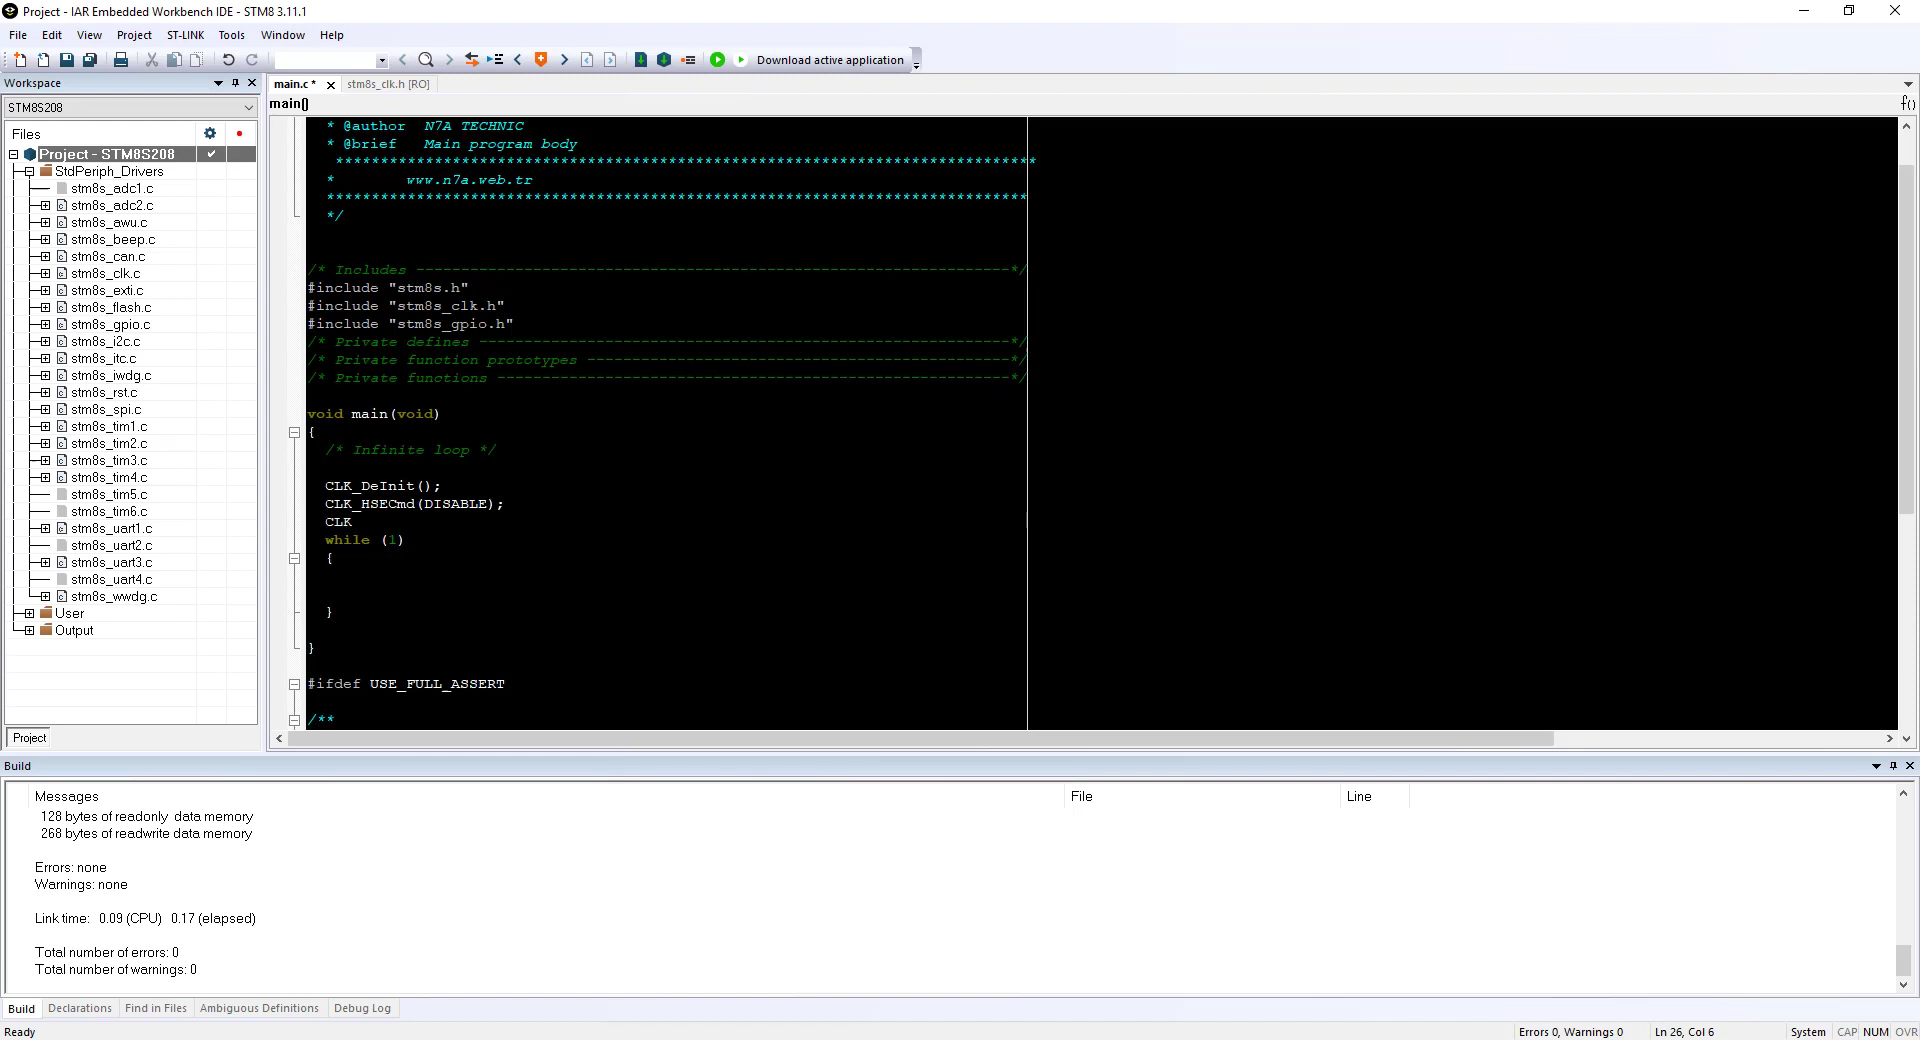 Project - IAR Embedded Workbench IDE - STM8 3.11.1
File Edit View Project ST-LINK Tools Window Help
Download active application
Workspace
main.c * stm8s_clk.h [RO]
STM8S208
main() f()
Files
Project - STM8S208
StdPeriph_Drivers
stm8s_adc1.c
stm8s_adc2.c
stm8s_awu.c
stm8s_beep.c
stm8s_can.c
stm8s_clk.c
stm8s_exti.c
stm8s_flash.c
stm8s_gpio.c
stm8s_i2c.c
stm8s_itc.c
stm8s_iwdg.c
stm8s_rst.c
stm8s_spi.c
stm8s_tim1.c
stm8s_tim2.c
stm8s_tim3.c
stm8s_tim4.c
stm8s_tim5.c
stm8s_tim6.c
stm8s_uart1.c
stm8s_uart2.c
stm8s_uart3.c
stm8s_uart4.c
stm8s_wwdg.c
User
Output
Project
* @author N7A TECHNIC
* @brief Main program body
******************************************************************************
* www.n7a.web.tr
******************************************************************************
*/
/* Includes ------------------------------------------------------------------*/
#include "stm8s.h"
#include "stm8s_clk.h"
#include "stm8s_gpio.h"
/* Private defines -----------------------------------------------------------*/
/* Private function prototypes -----------------------------------------------*/
/* Private functions ---------------------------------------------------------*/
void main(void)
{
/* Infinite loop */
CLK_DeInit();
CLK_HSECmd(DISABLE);
CLK
while (1)
{
}
}
#ifdef USE_FULL_ASSERT
/**
Build
Messages File Line
128 bytes of readonly data memory
268 bytes of readwrite data memory
Errors: none
Warnings: none
Link time: 0.09 (CPU) 0.17 (elapsed)
Total number of errors: 0
Total number of warnings: 0
Build Declarations Find in Files Ambiguous Definitions Debug Log
Ready Errors 0, Warnings 0 Ln 26, Col 6 System CAP NUM OVR